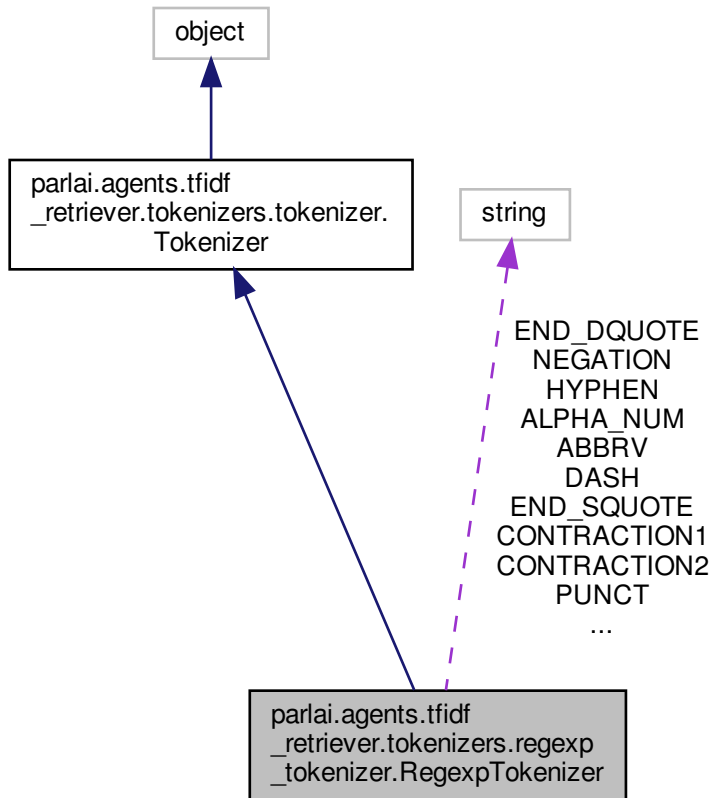 object
parlai.agents.tfidf
_retriever.tokenizers.tokenizer.
Tokenizer
string
END_DQUOTE
NEGATION
HYPHEN
ALPHA_NUM
ABBRV
DASH
END_SQUOTE
CONTRACTION1
CONTRACTION2
PUNCT
...
parlai.agents.tfidf
_retriever.tokenizers.regexp
_tokenizer.RegexpTokenizer